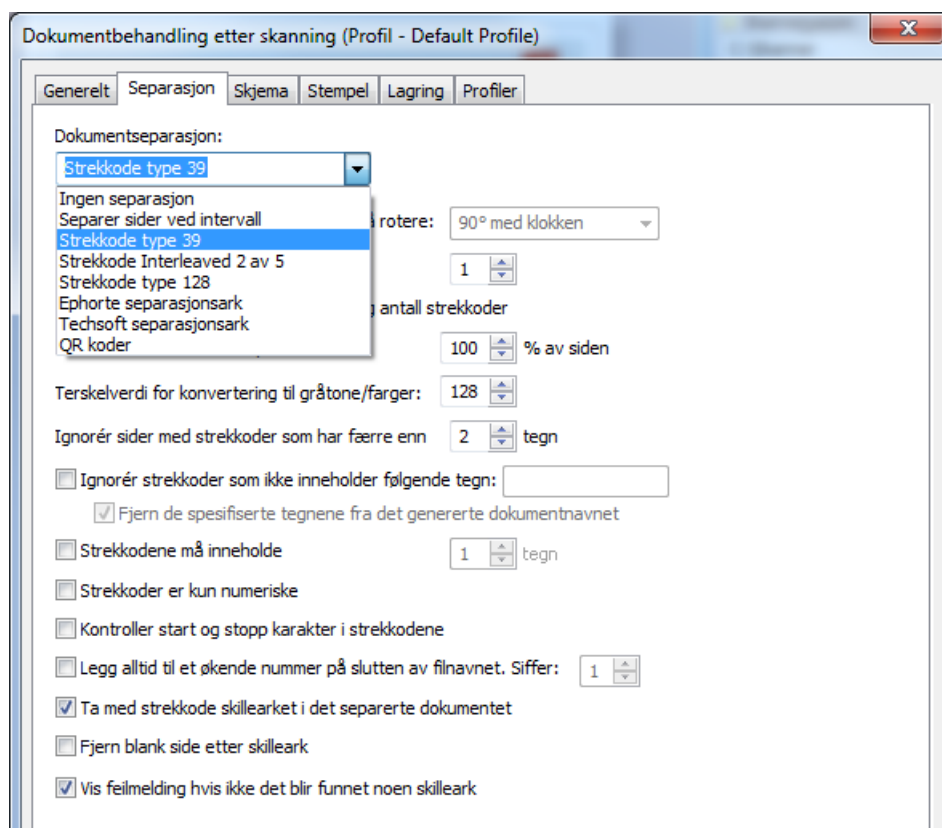 Dokumentbehandling etter skanning (Profil - Default Profile)
Generelt Separasjon Skjema Stempel Lagring Profiler
Dokumentseparasjon:
Strekkode type 39
Ingen separasjon
Separer sider ved intervall
Strekkode type 39
Strekkode Interleaved 2 av 5
Strekkode type 128
Ephorte separasjonsark
Techsoft separasjonsark
QR koder
rotere: 90° med klokken
1
antall strekkoder
100 % av siden
Terskelverdi for konvertering til gråtone/farger: 128
Ignorér sider med strekkoder som har færre enn 2 tegn
Ignorér strekkoder som ikke inneholder følgende tegn:
Fjern de spesifiserte tegnene fra det genererte dokumentnavnet
Strekkodene må inneholde 1 tegn
Strekkoder er kun numeriske
Kontroller start og stopp karakter i strekkodene
Legg alltid til et økende nummer på slutten av filnavnet. Siffer: 1
Ta med strekkode skillearket i det separerte dokumentet
Fjern blank side etter skilleark
Vis feilmelding hvis ikke det blir funnet noen skilleark